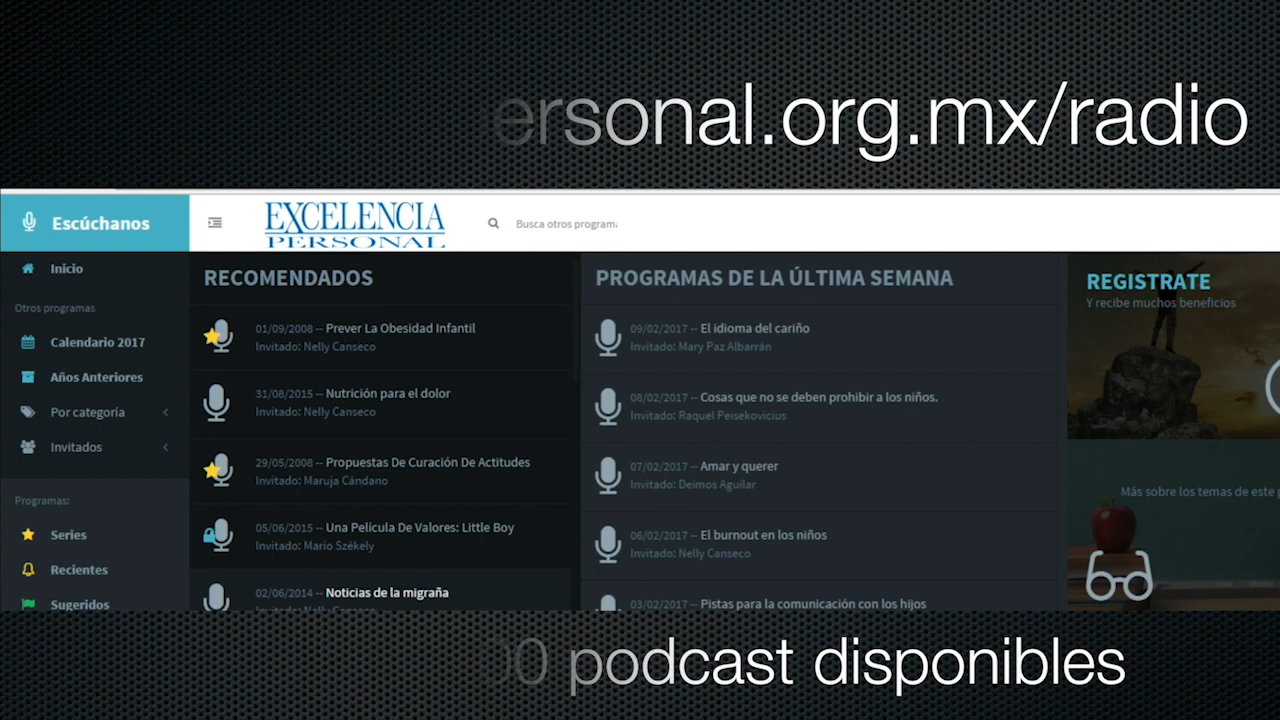 ersonal.org.mx/radio
Escúchanos
EXCELENCIA
PERSONAL
Busca otros programa
Inicio
Otros programas
Calendario 2017
Años Anteriores
Por categoría
Invitados
Programas:
Series
Recientes
Sugeridos
RECOMENDADOS
01/09/2008 -- Prever La Obesidad Infantil
Invitado: Nelly Canseco
31/08/2015 -- Nutrición para el dolor
Invitado: Nelly Canseco
29/05/2008 -- Propuestas De Curación De Actitudes
Invitado: Maruja Cándano
05/06/2015 -- Una Película De Valores: Little Boy
Invitado: Mario Székely
02/06/2014 -- Noticias de la migraña
Invitado: Nelly Canseco
PROGRAMAS DE LA ÚLTIMA SEMANA
09/02/2017 -- El idioma del cariño
Invitado: Mary Paz Albarrán
08/02/2017 -- Cosas que no se deben prohibir a los niños.
Invitado: Raquel Peisekovicius
07/02/2017 -- Amar y querer
Invitado: Deimos Aguilar
06/02/2017 -- El burnout en los niños
Invitado: Nelly Canseco
03/02/2017 -- Pistas para la comunicación con los hijos
REGISTRATE
Y recibe muchos beneficios
Más sobre los temas de este
00 podcast disponibles